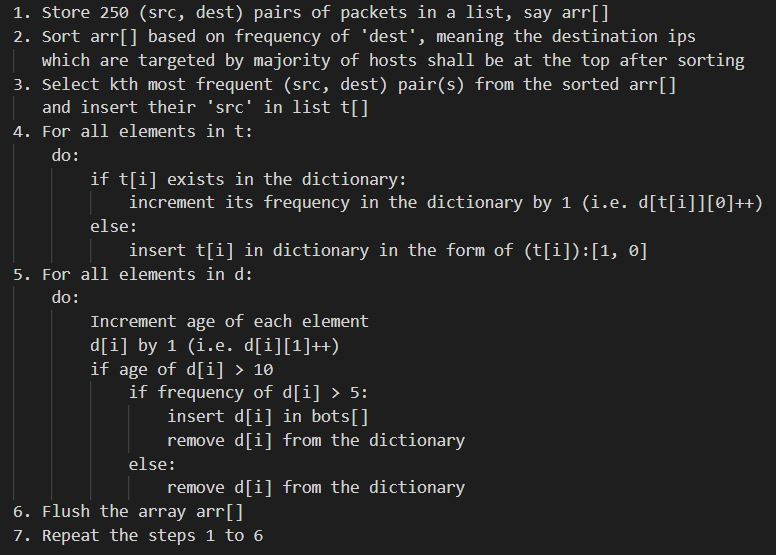 1. Store 250 (src, dest) pairs of packets in a list, say arr[]
2. Sort arr[] based on frequency of 'dest', meaning the destination ips
which are targeted by majority of hosts shall be at the top after sorting
3. Select kth most frequent (src, dest) pair(s) from the sorted arr[]
and insert their 'src' in list t[]
4. For all elements in t:
do:
if t[i] exists in the dictionary:
increment its frequency in the dictionary by 1 (i.e. d[t[i]][0]++)
else:
insert t[i] in dictionary in the form of (t[i]):[1, 0]
5. For all elements in d:
do:
Increment age of each element
d[i] by 1 (i.e. d[i][1]++)
if age of d[i] > 10
if frequency of d[i] > 5:
insert d[i] in bots[]
remove d[i] from the dictionary
else:
remove d[i] from the dictionary
6. Flush the array arr[]
7. Repeat the steps 1 to 6